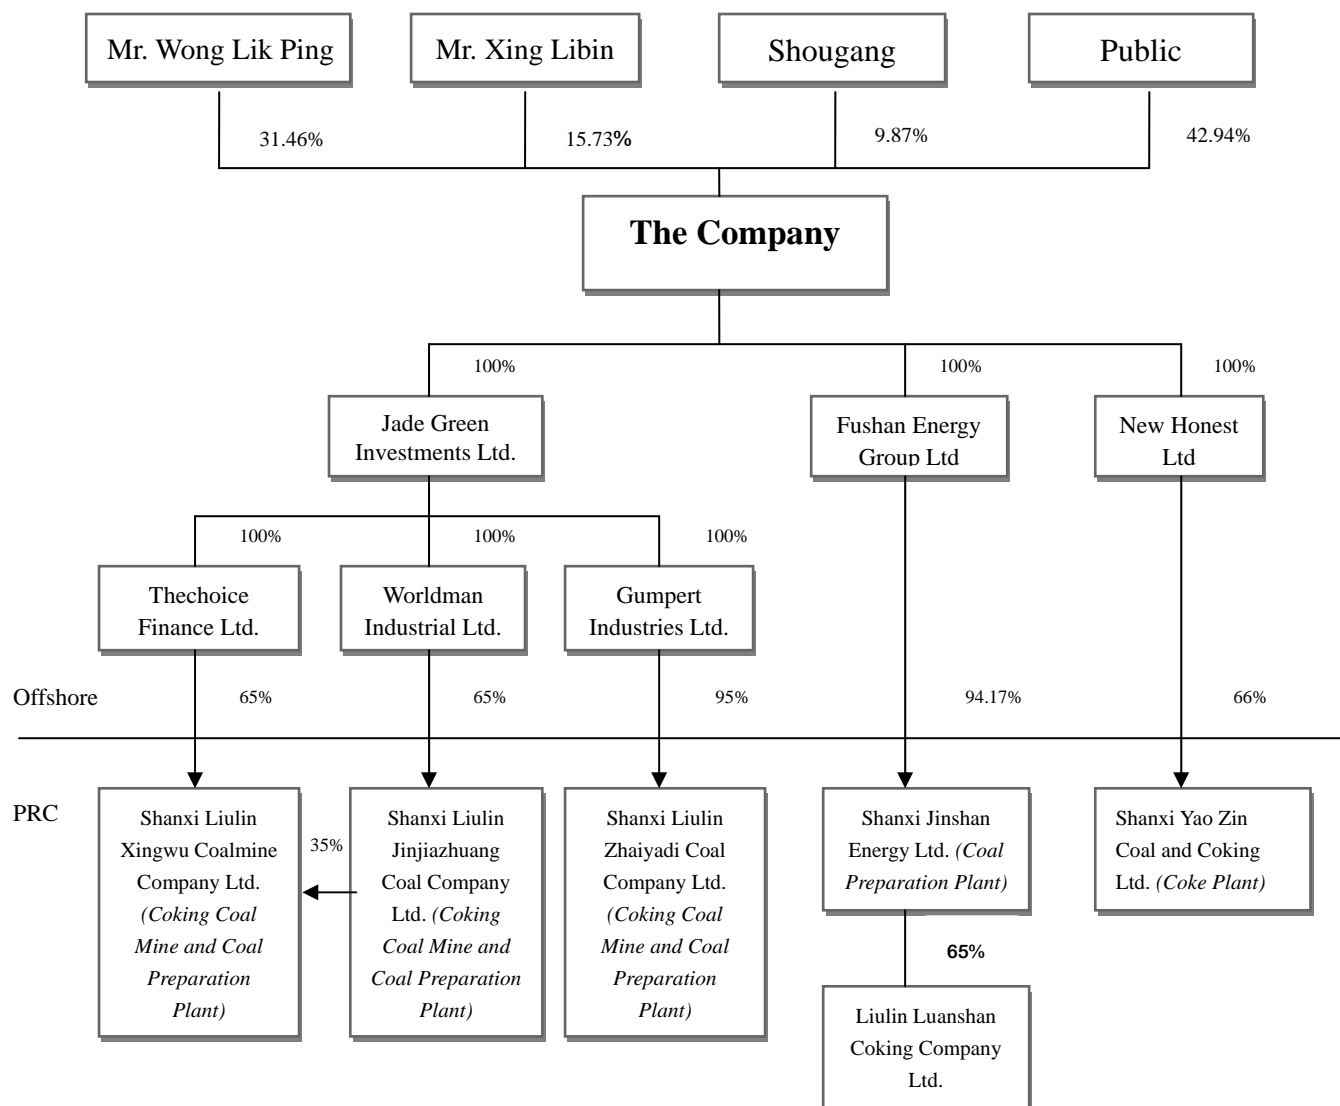 Mr. Wong Lik Ping
Mr. Xing Libin
Shougang
Public
31.46%
15.73%
9.87%
42.94%
The Company
100%
100%
100%
Jade Green
Investments Ltd.
Fushan Energy
Group Ltd
New Honest
Ltd
100%
100%
100%
Thechoice
Finance Ltd.
Worldman
Industrial Ltd.
Gumpert
Industries Ltd.
Offshore
65%
65%
95%
94.17%
66%
PRC
Shanxi Liulin
Xingwu Coalmine
Company Ltd.
(Coking Coal
Mine and Coal
Preparation
Plant)
35%
Shanxi Liulin
Jinjiazhuang
Coal Company
Ltd. (Coking
Coal Mine and
Coal Preparation
Plant)
Shanxi Liulin
Zhaiyadi Coal
Company Ltd.
(Coking Coal
Mine and Coal
Preparation
Plant)
Shanxi Jinshan
Energy Ltd. (Coal
Preparation Plant)
Shanxi Yao Zin
Coal and Coking
Ltd. (Coke Plant)
65%
Liulin Luanshan
Coking Company
Ltd.